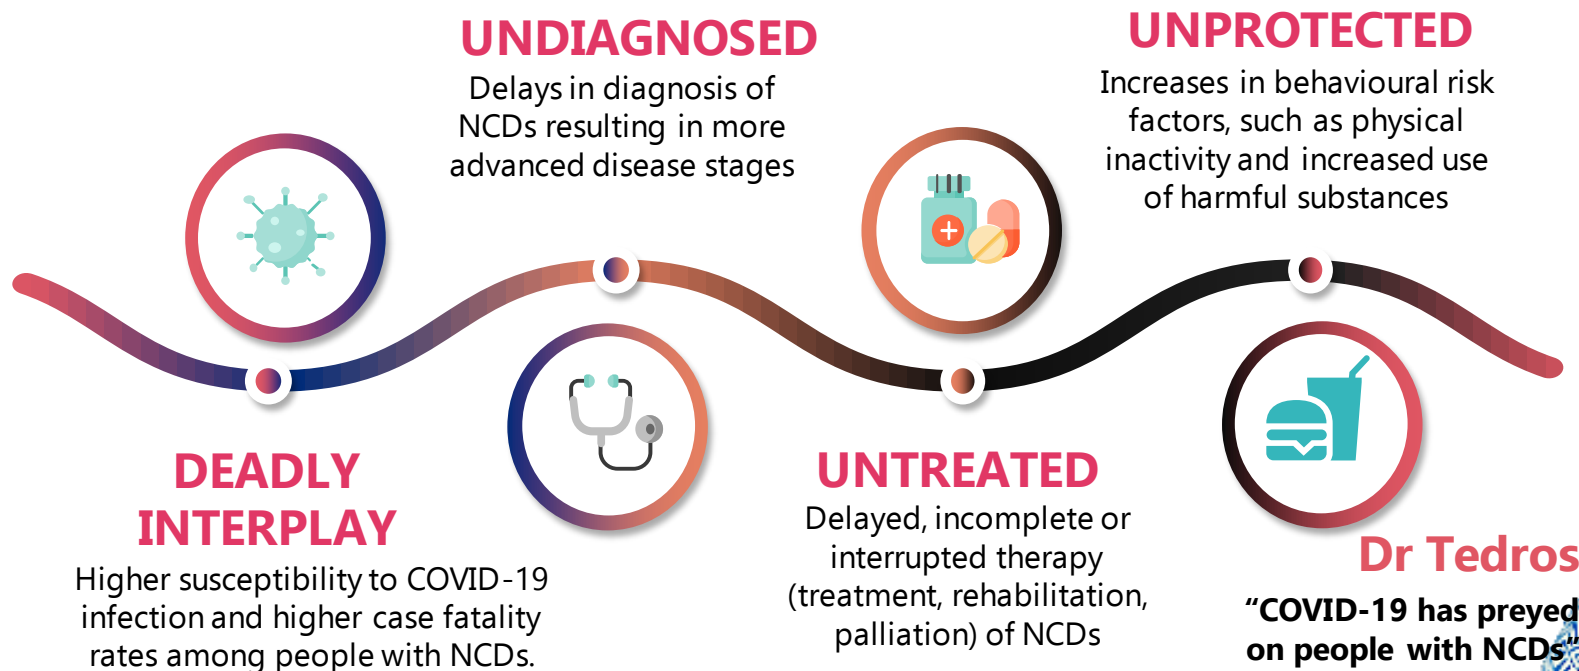 DEADLY
INTERPLAY
Higher susceptibility to COVID-19
infection and higher case fatality
rates among people with NCDs.
UNDIAGNOSED
Delays in diagnosis of
NCDs resulting in more
advanced disease stages
UNTREATED
Delayed, incomplete or
interrupted therapy
(treatment, rehabilitation,
palliation) of NCDs
UNPROTECTED
Increases in behavioural risk
factors, such as physical
inactivity and increased use
of harmful substances
Dr Tedros
“COVID-19 has preyed
on people with NCDs”